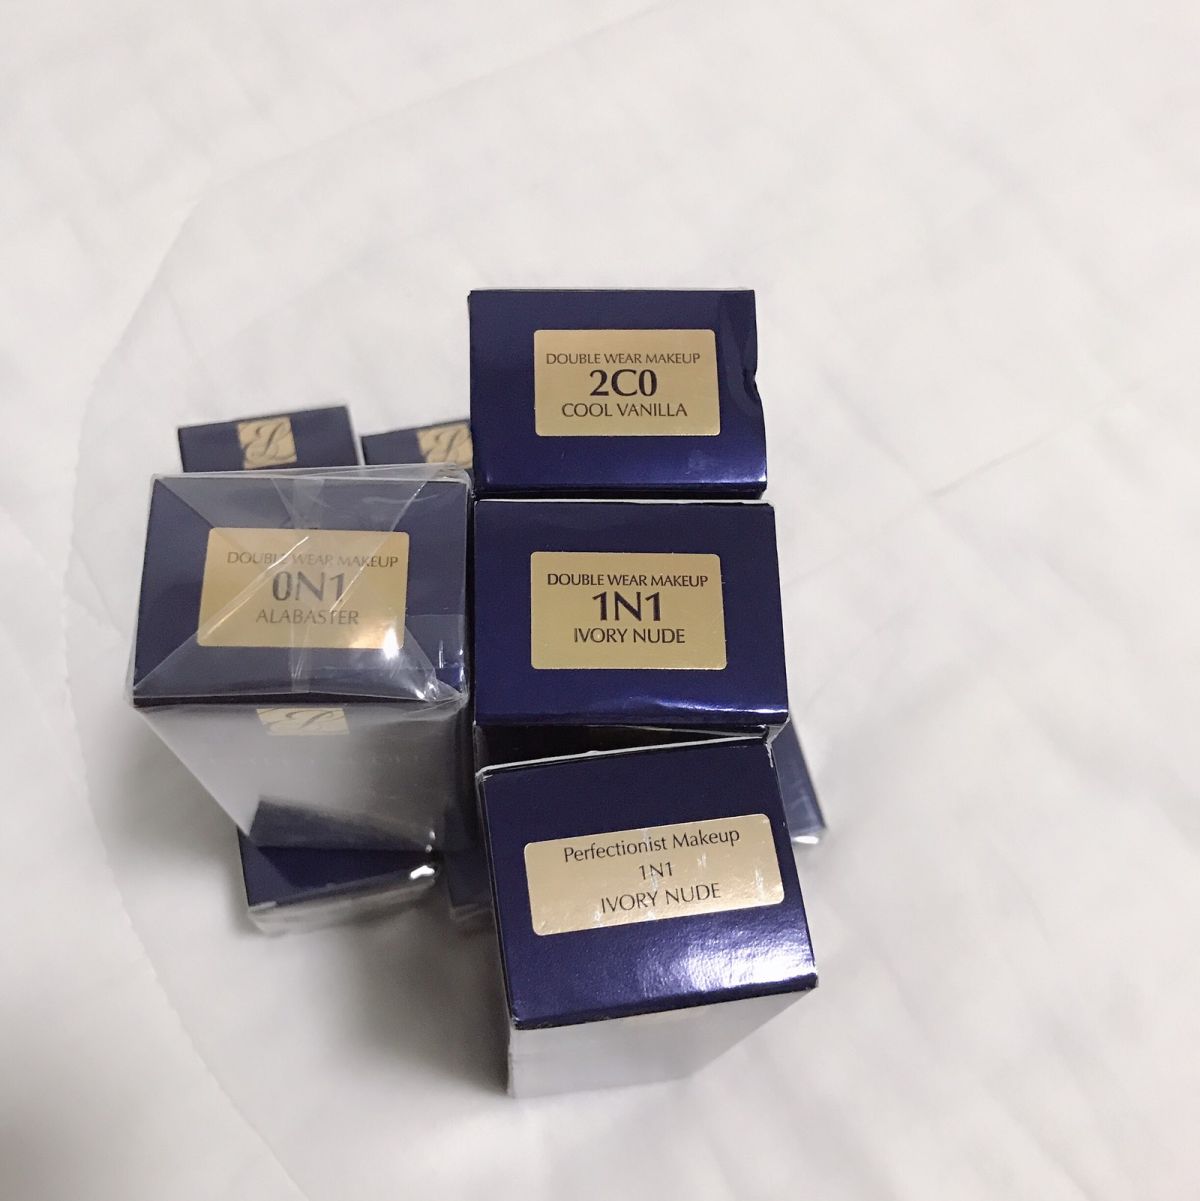 DOUBLE WEAR MAKEUP
2C0
COOL VANILLA
DOUBLE WEAR MAKEUP
0N1
ALABASTER
DOUBLE WEAR MAKEUP
1N1
IVORY NUDE
Perfectionist Makeup
1N1
IVORY NUDE